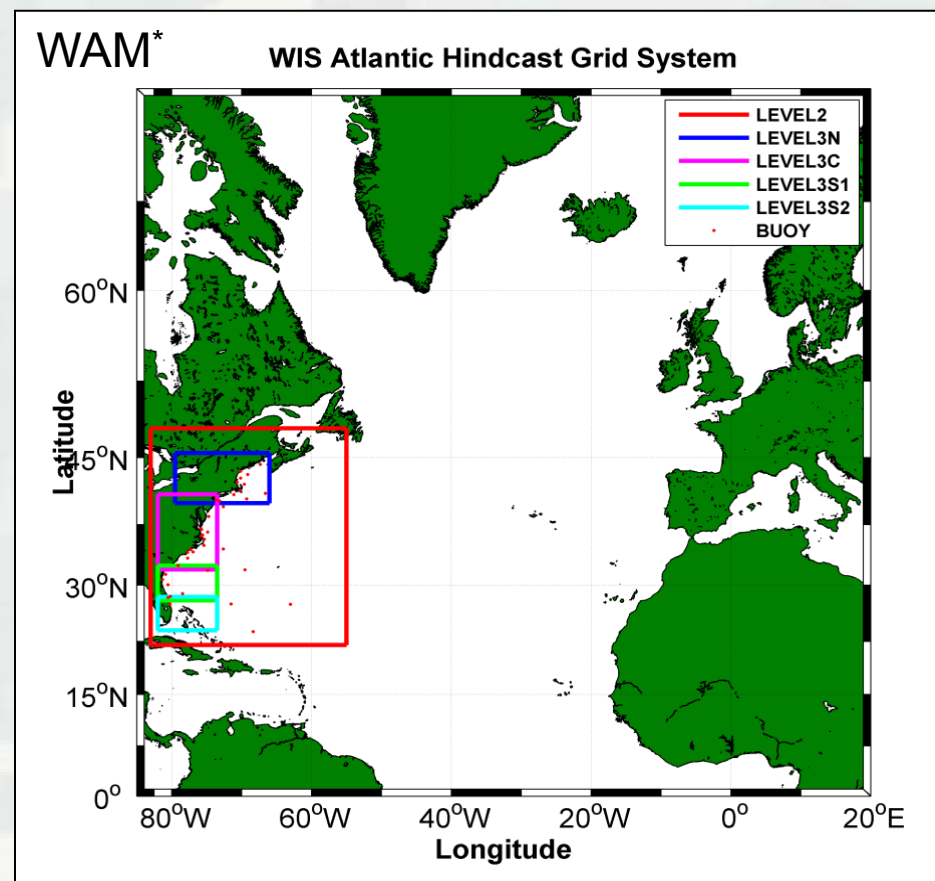 WAM*
WIS Atlantic Hindcast Grid System
LEVEL2
LEVEL3N
LEVEL3C
LEVEL3S1
LEVEL3S2
BUOY
60°N
45°N
30°N
15°N
0°
Latitude
80°W 60°W 40°W 20°W 0° 20°E
Longitude